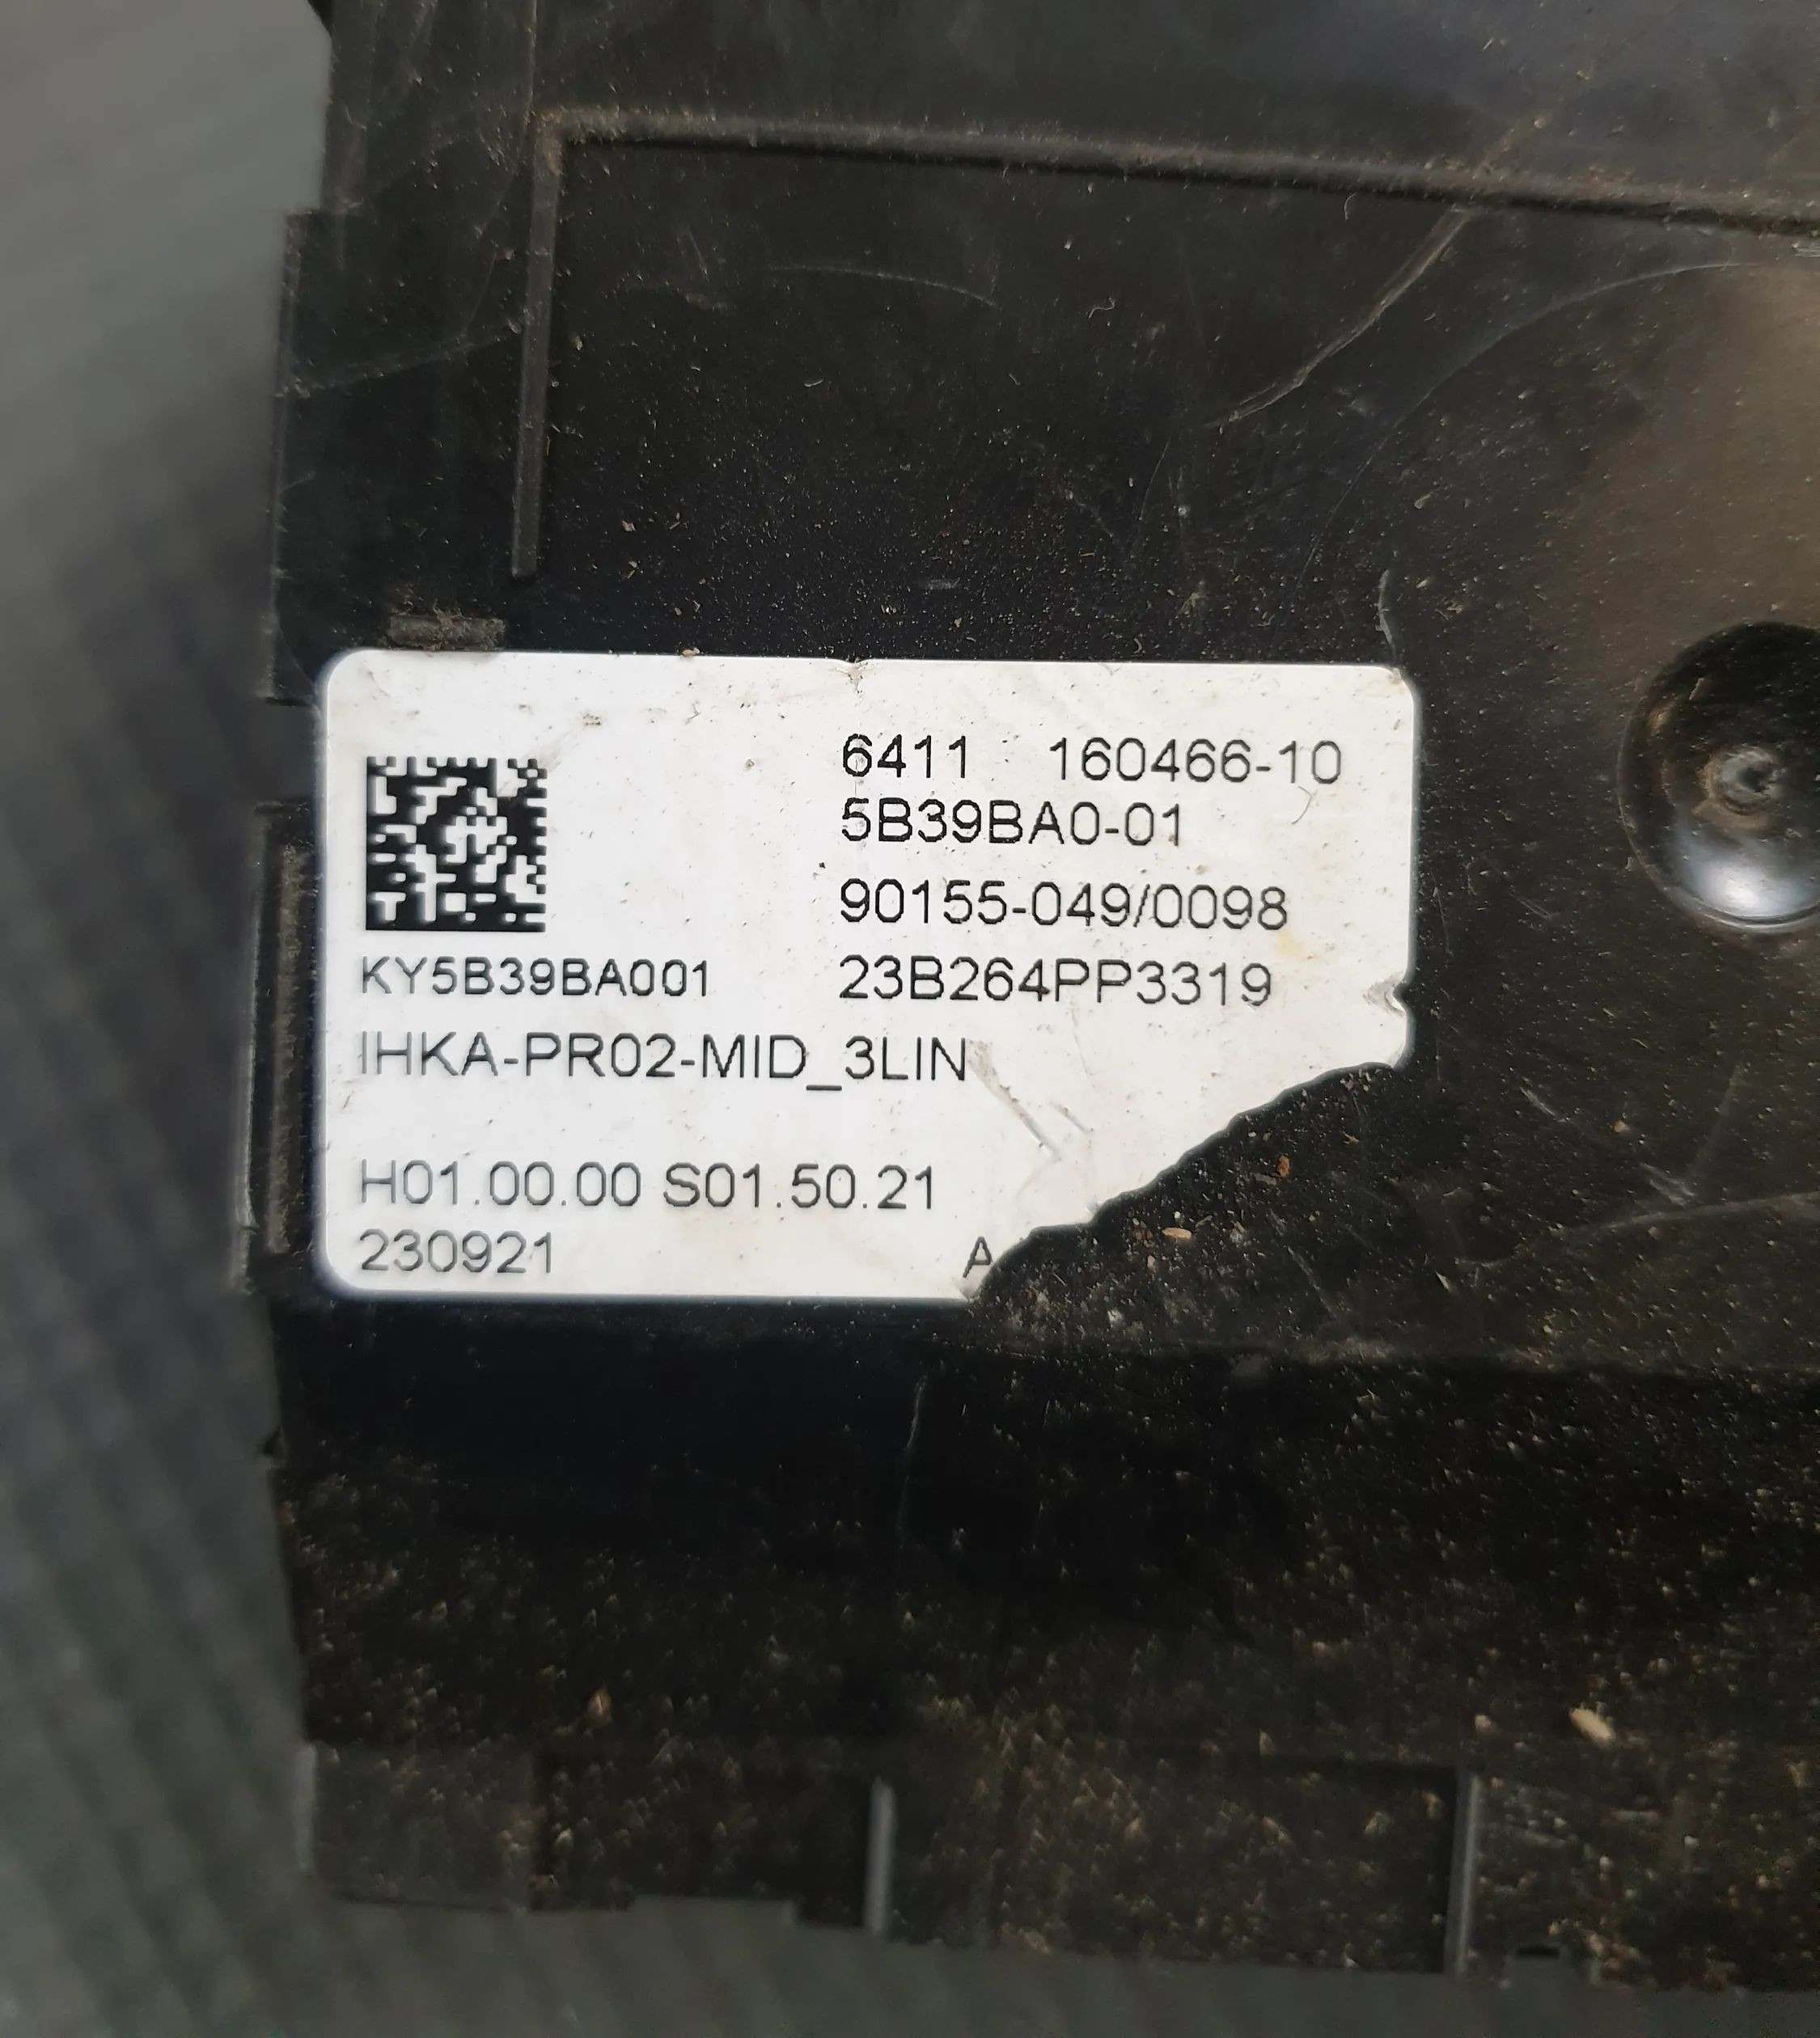 6411 160466-10
5B39BA0-01
90155-049/0098
KY5B39BA001 23B264PP3319
IHKA-PR02-MID_3LIN
H01.00.00 S01.50.21
230921 A